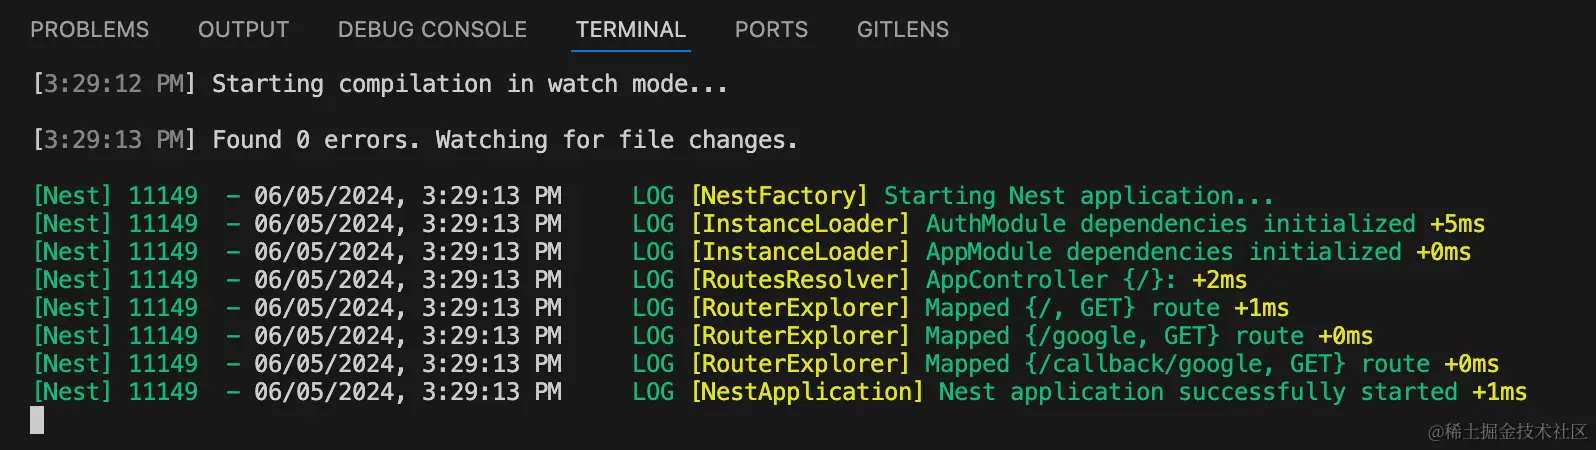 PROBLEMS OUTPUT DEBUG CONSOLE TERMINAL PORTS GITLENS
[3:29:12 PM] Starting compilation in watch mode...
[3:29:13 PM] Found 0 errors. Watching for file changes.
[Nest] 11149  - 06/05/2024, 3:29:13 PM     LOG [NestFactory] Starting Nest application...
[Nest] 11149  - 06/05/2024, 3:29:13 PM     LOG [InstanceLoader] AuthModule dependencies initialized +5ms
[Nest] 11149  - 06/05/2024, 3:29:13 PM     LOG [InstanceLoader] AppModule dependencies initialized +0ms
[Nest] 11149  - 06/05/2024, 3:29:13 PM     LOG [RoutesResolver] AppController {/}: +2ms
[Nest] 11149  - 06/05/2024, 3:29:13 PM     LOG [RouterExplorer] Mapped {/, GET} route +1ms
[Nest] 11149  - 06/05/2024, 3:29:13 PM     LOG [RouterExplorer] Mapped {/google, GET} route +0ms
[Nest] 11149  - 06/05/2024, 3:29:13 PM     LOG [RouterExplorer] Mapped {/callback/google, GET} route +0ms
[Nest] 11149  - 06/05/2024, 3:29:13 PM     LOG [NestApplication] Nest application successfully started +1ms
@稀土掘金技术社区